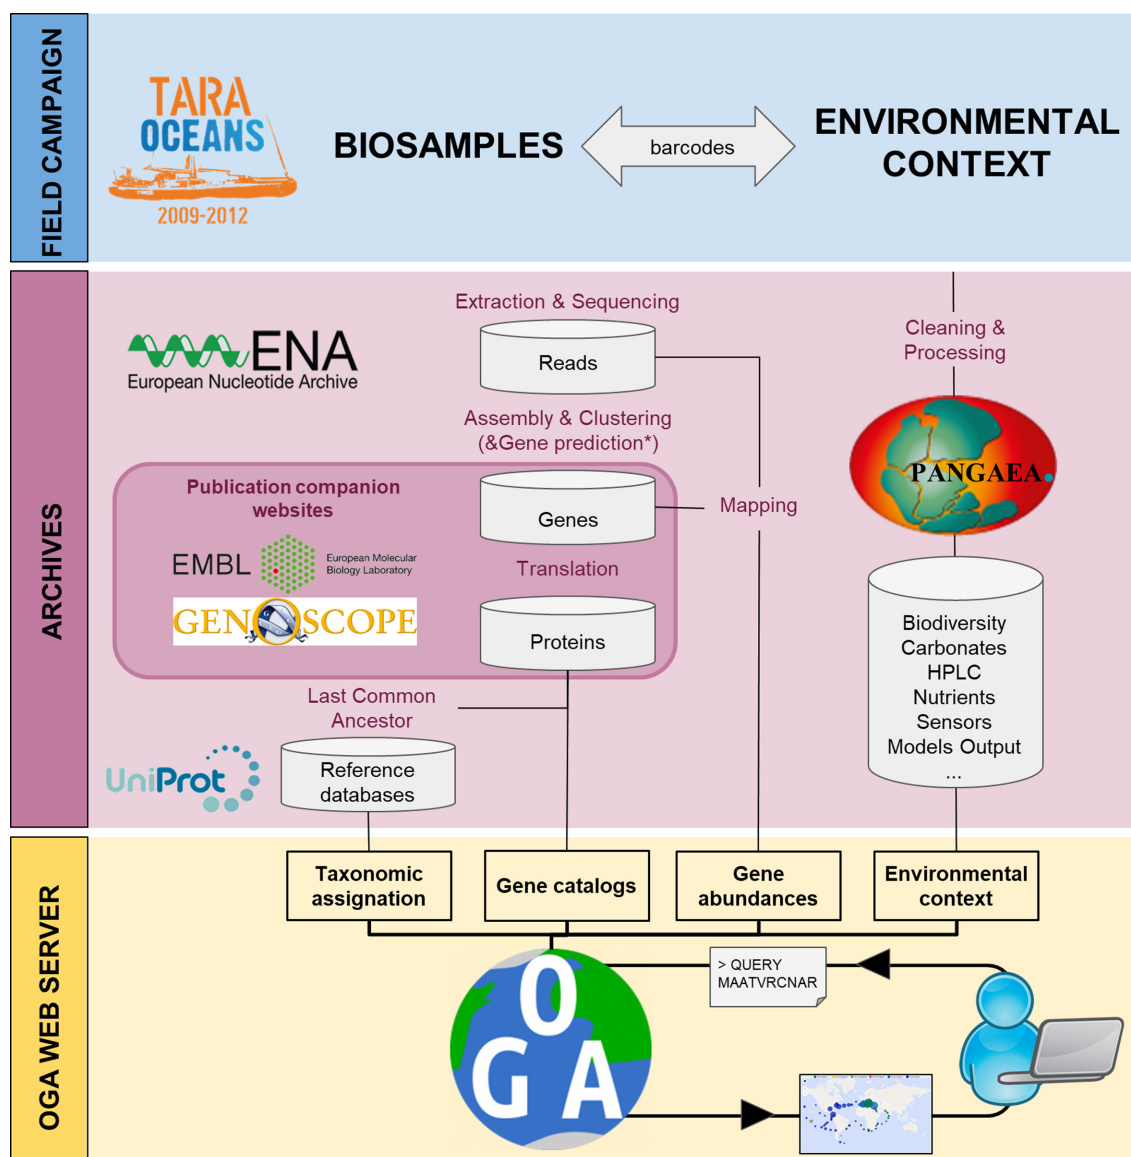 FIELD CAMPAIGN
TARA
OCEANS
2009-2012
BIOSAMPLES
barcodes
ENVIRONMENTAL
CONTEXT
ARCHIVES
Extraction & Sequencing
ENA
European Nucleotide Archive
Reads
Cleaning &
Processing
Assembly & Clustering
(&Gene prediction*)
PANGAEA.
Publication companion
websites
Genes
Mapping
EMBL
European Molecular
Biology Laboratory
Translation
GENOSCOPE
Proteins
Biodiversity
Carbonates
HPLC
Nutrients
Sensors
Models Output
...
Last Common
Ancestor
UniProt
Reference
databases
OGA WEB SERVER
Taxonomic
assignation
Gene catalogs
Gene
abundances
Environmental
context
> QUERY
MAATVRCNAR
O
G A